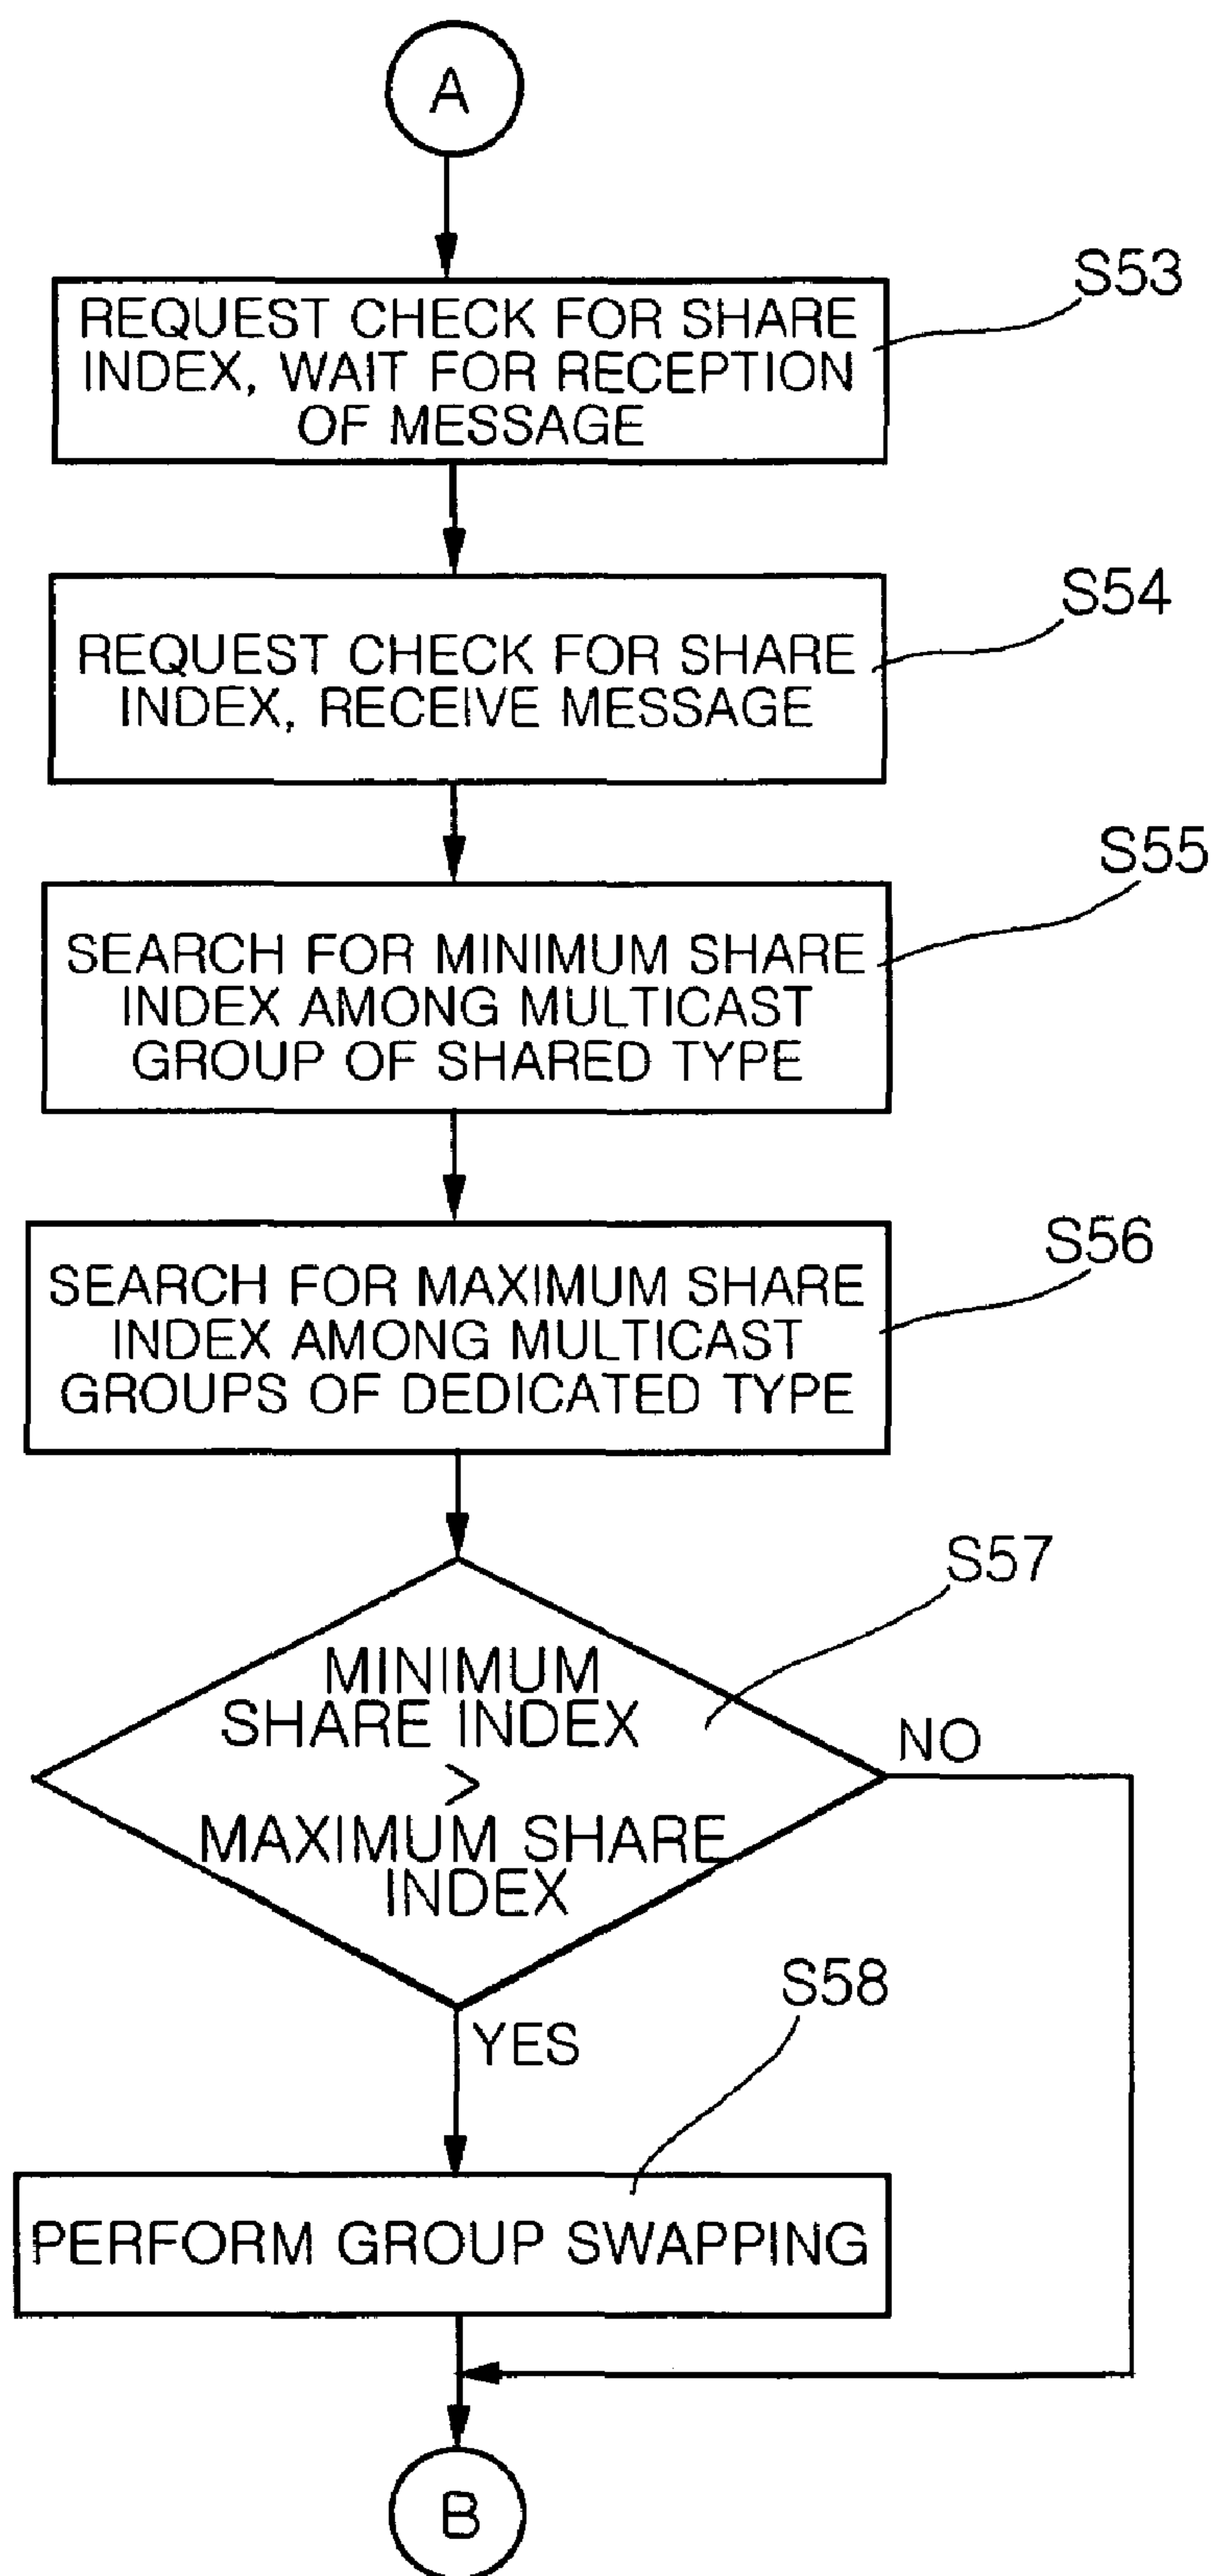 A
S53
REQUEST CHECK FOR SHARE
INDEX, WAIT FOR RECEPTION
OF MESSAGE
S54
REQUEST CHECK FOR SHARE
INDEX, RECEIVE MESSAGE
S55
SEARCH FOR MINIMUM SHARE
INDEX AMONG MULTICAST
GROUP OF SHARED TYPE
S56
SEARCH FOR MAXIMUM SHARE
INDEX AMONG MULTICAST
GROUPS OF DEDICATED TYPE
S57
MINIMUM
SHARE INDEX
>
MAXIMUM SHARE
INDEX
NO
YES
S58
PERFORM GROUP SWAPPING
B